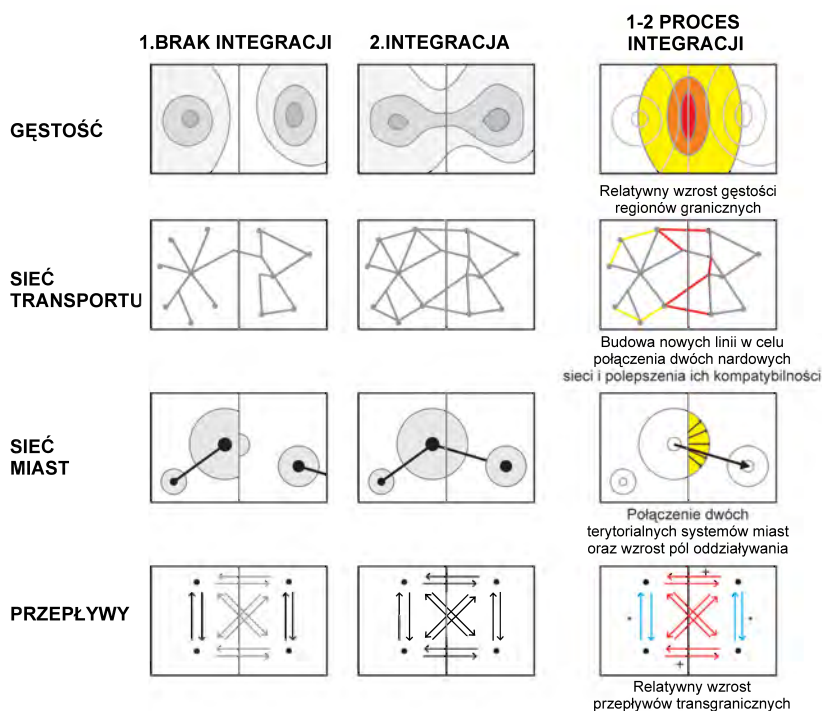 1.BRAK INTEGRACJI
2.INTEGRACJA
1-2 PROCES
INTEGRACJI
GĘSTOŚĆ
Relatywny wzrost gęstości
regionów granicznych
SIEĆ
TRANSPORTU
Budowa nowych linii w celu
połączenia dwóch nardowych
sieci i polepszenia ich kompatybilności
SIEĆ
MIAST
Połączenie dwóch
terytorialnych systemów miast
oraz wzrost pól oddziaływania
PRZEPŁYWY
+
-
-
+
Relatywny wzrost
przepływów transgranicznych